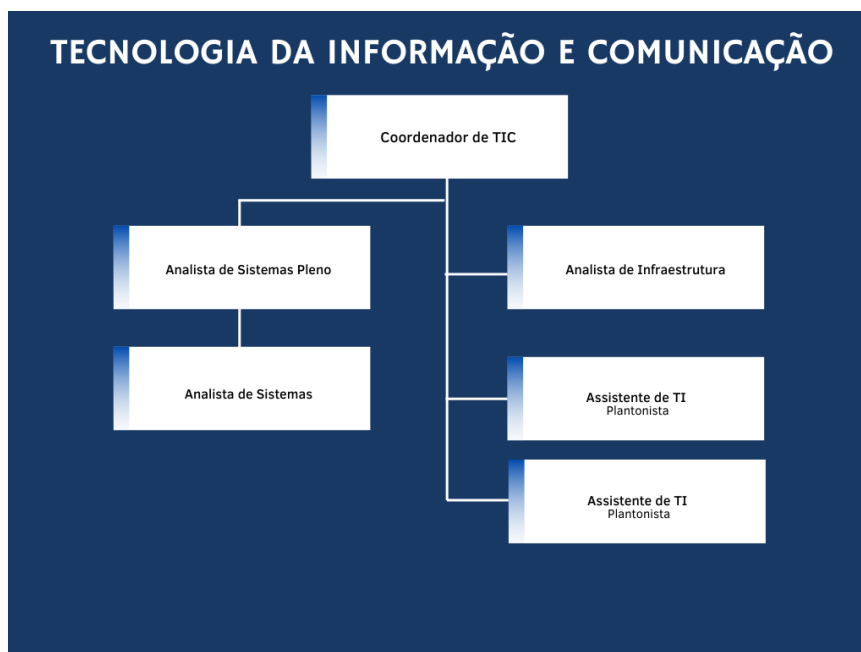 TECNOLOGIA DA INFORMAÇÃO E COMUNICAÇÃO
Coordenador de TIC
Analista de Sistemas Pleno
Analista de Infraestrutura
Analista de Sistemas
Assistente de TI
Plantonista
Assistente de TI
Plantonista